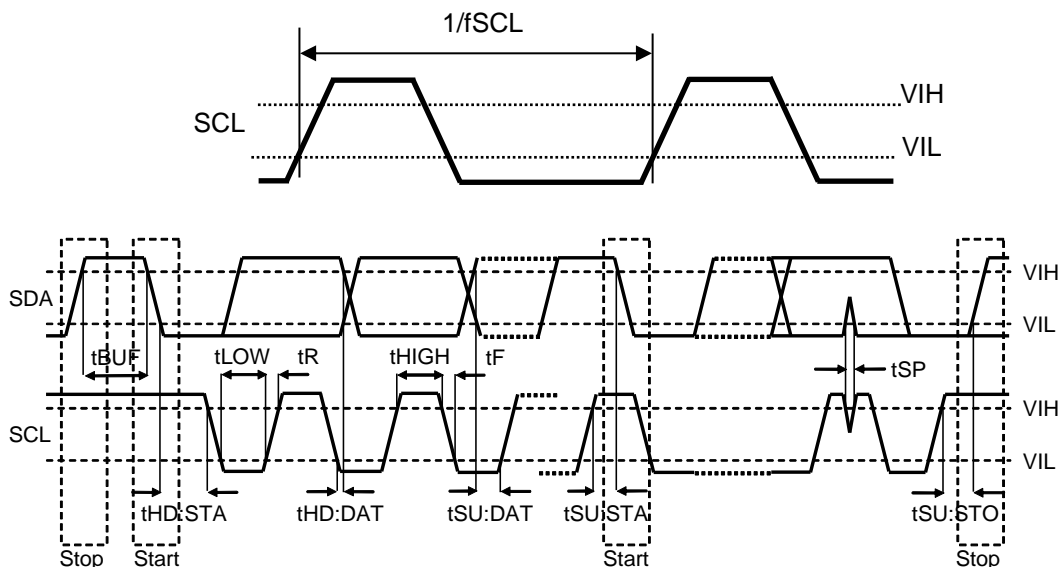 1/fSCL
VIH
SCL
VIL
VIH
SDA
VIL
tBUF tLOW tR tHIGH tF
tSP
VIH
SCL
VIL
tHD:STA tHD:DAT tSU:DAT tSU:STA tSU:STO
Stop Start Start Stop